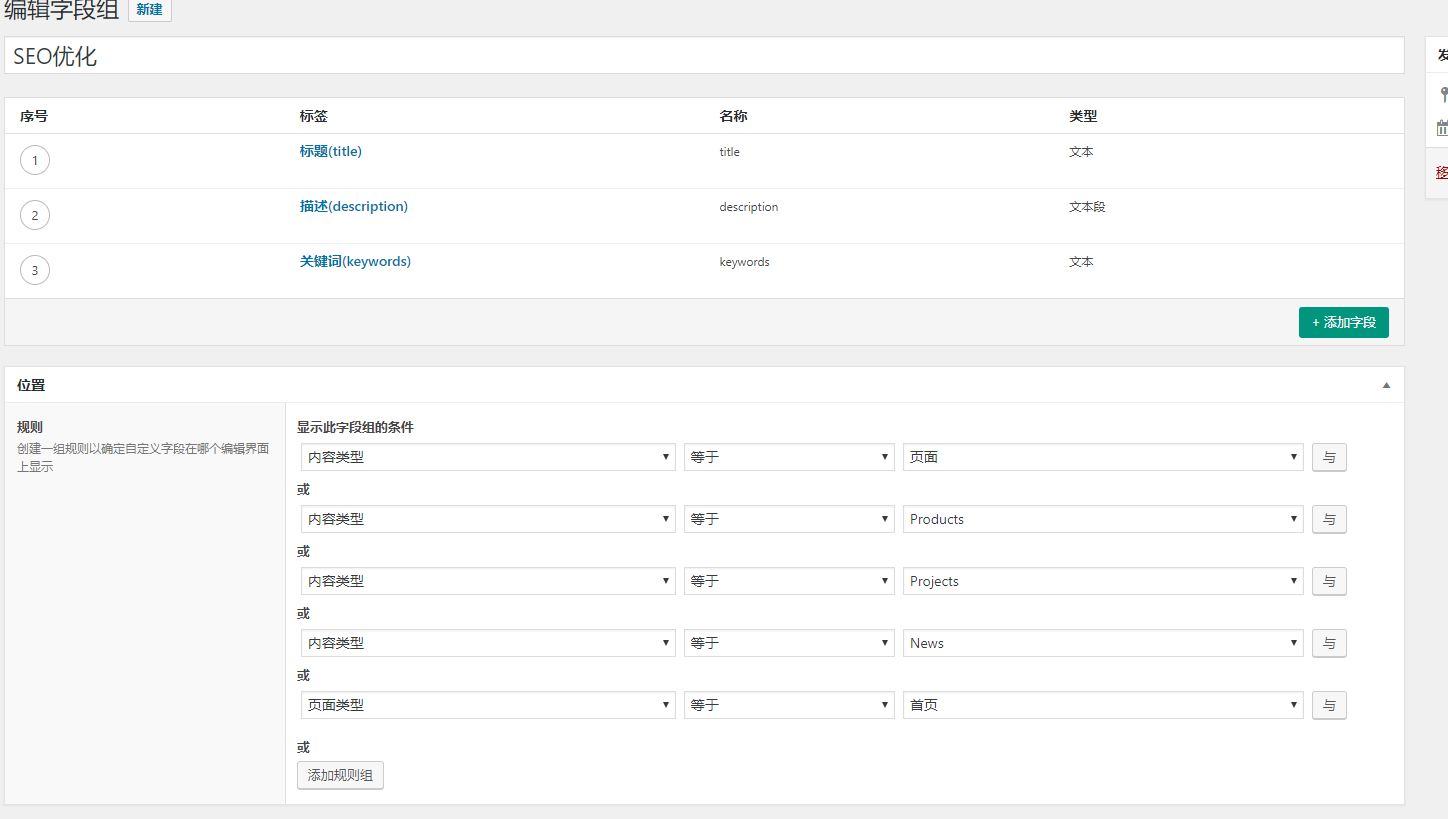 编辑字段组 新建
SEO优化
序号 标签 名称 类型
1 标题(title) title 文本
2 描述(description) description 文本段
3 关键词(keywords) keywords 文本
+ 添加字段
位置
规则
创建一组规则以确定自定义字段在哪个编辑界面
上显示
显示此字段组的条件
内容类型 等于 页面 与
或
内容类型 等于 Products 与
或
内容类型 等于 Projects 与
或
内容类型 等于 News 与
或
页面类型 等于 首页 与
或
添加规则组